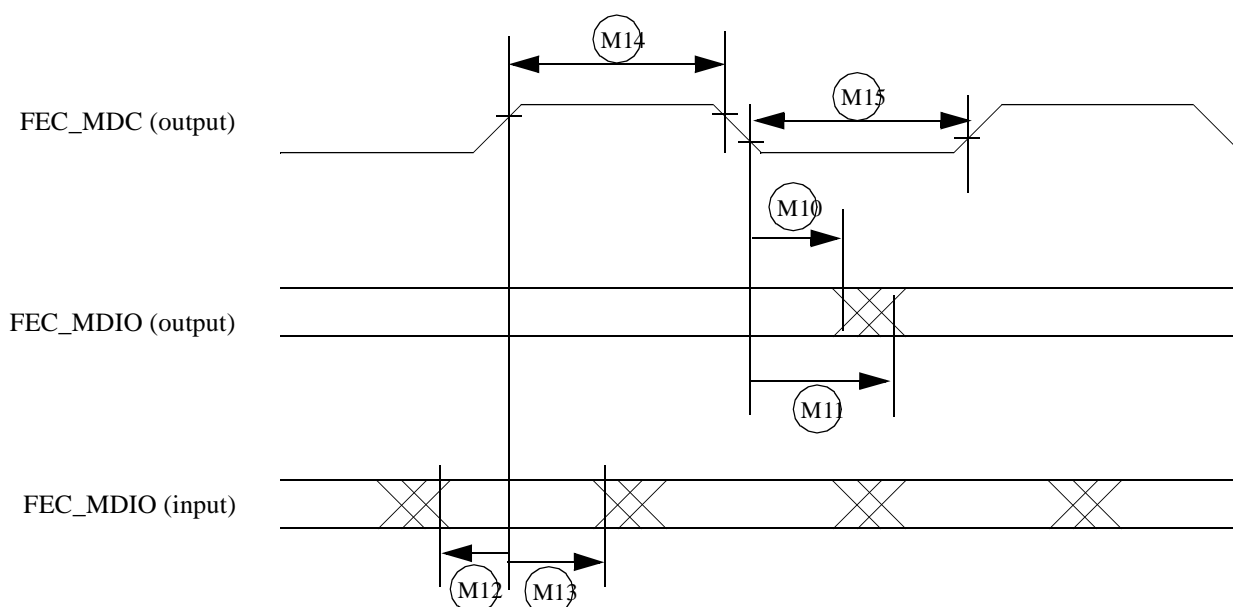 M14
FEC_MDC (output)
M15
M10
FEC_MDIO (output)
M11
FEC_MDIO (input)
M12
M13